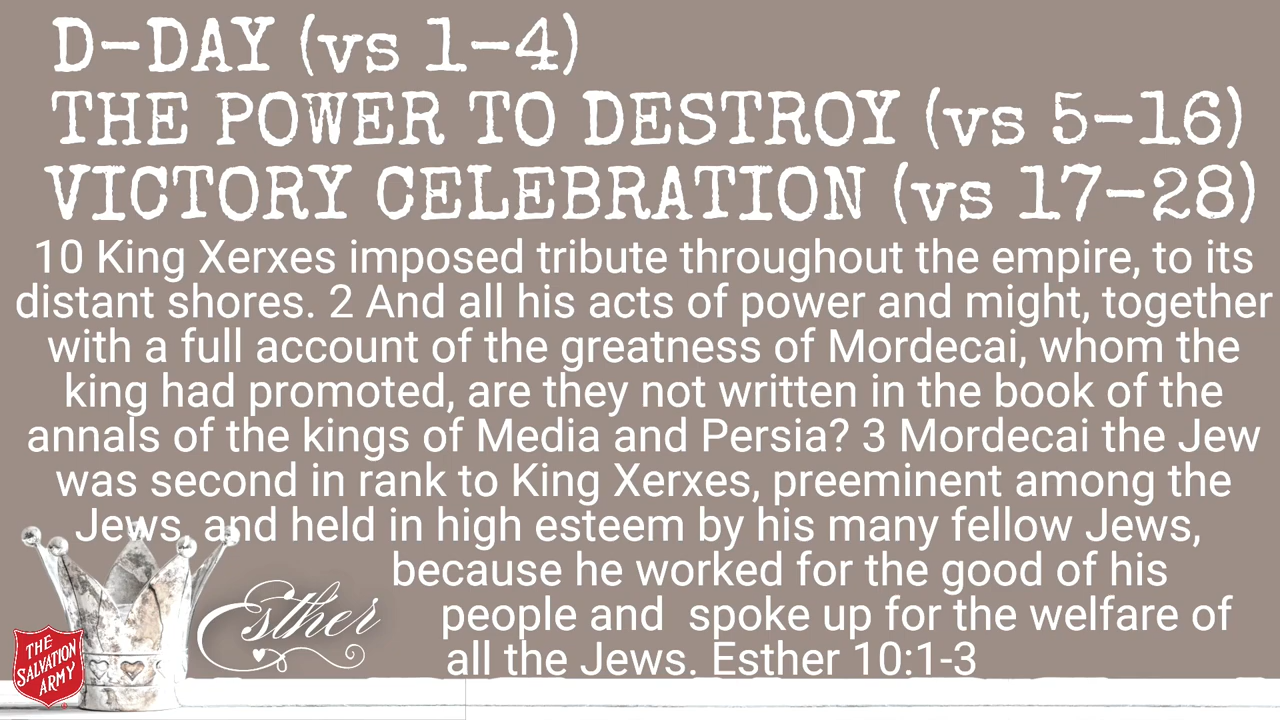 D-DAY (vs 1-4)
THE POWER TO DESTROY (vs 5-16)
VICTORY CELEBRATION (vs 17-28)
10 King Xerxes imposed tribute throughout the empire, to its
distant shores. 2 And all his acts of power and might, together
with a full account of the greatness of Mordecai, whom the
king had promoted, are they not written in the book of the
annals of the kings of Media and Persia? 3 Mordecai the Jew
was second in rank to King Xerxes, preeminent among the
Jews, and held in high esteem by his many fellow Jews,
because he worked for the good of his
people and  spoke up for the welfare of
all the Jews. Esther 10:1-3
Esther
THE
SALVATION
ARMY